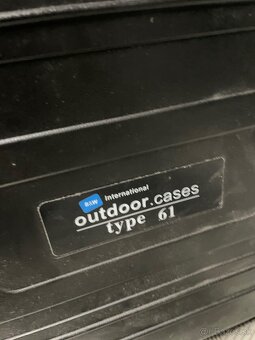 B&W International
outdoor.cases
type 61